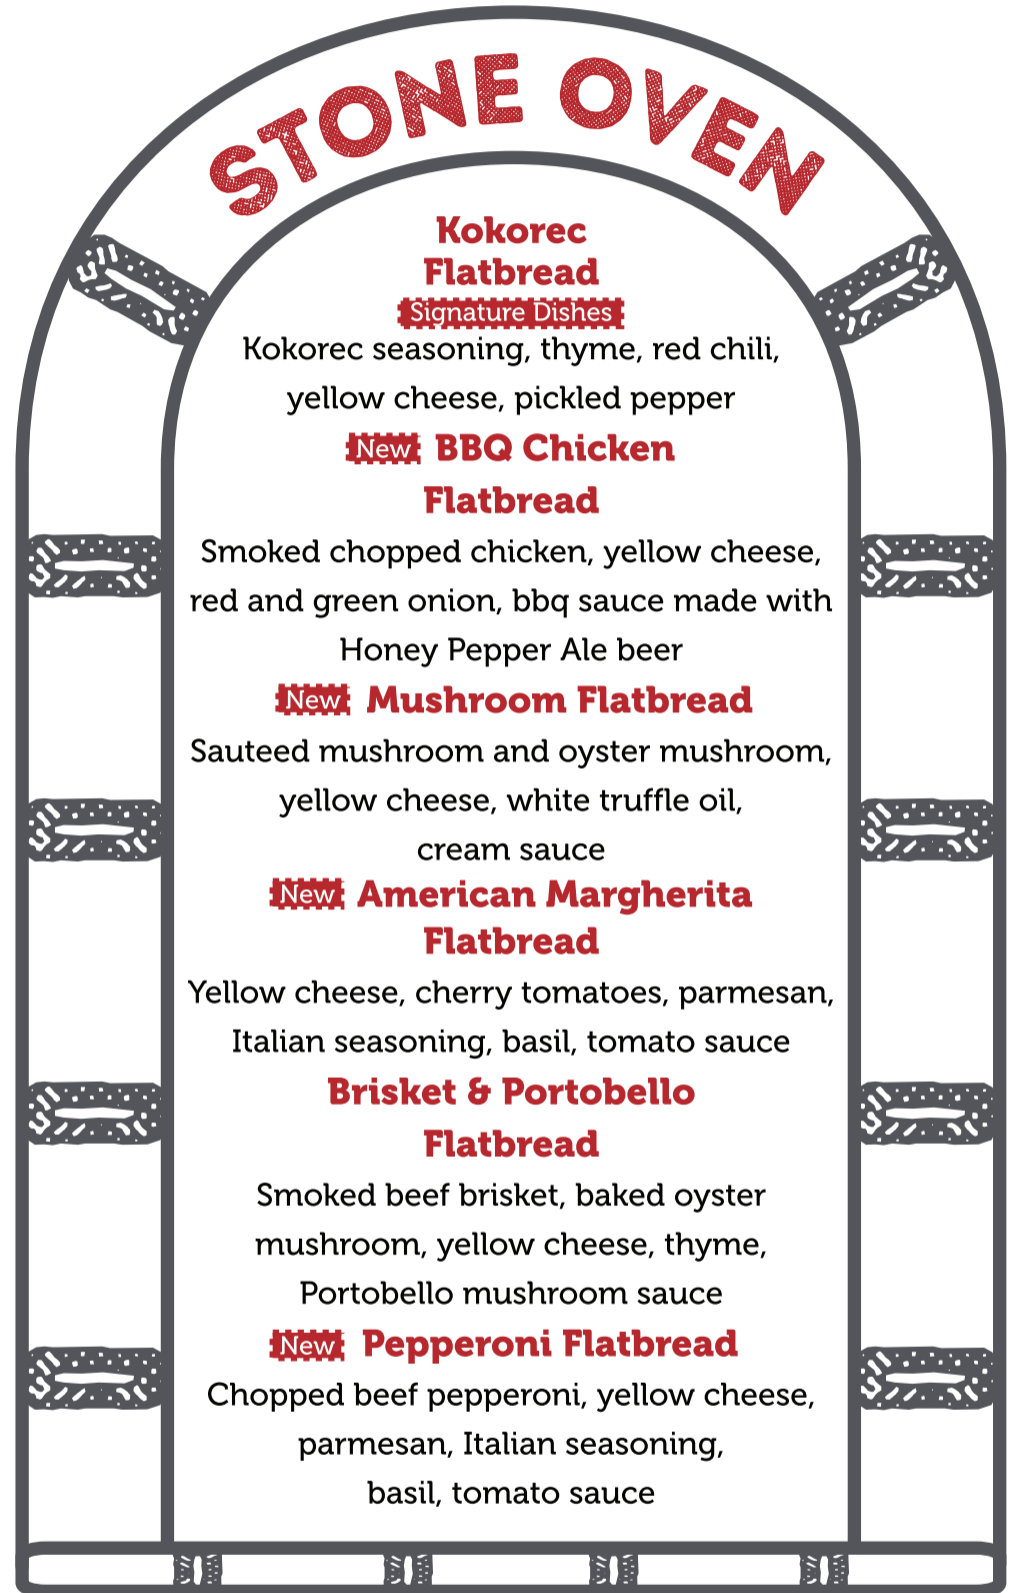 STONE OVEN
Kokorec
Flatbread
Signature Dishes
Kokorec seasoning, thyme, red chili,
yellow cheese, pickled pepper
New BBQ Chicken
Flatbread
Smoked chopped chicken, yellow cheese,
red and green onion, bbq sauce made with
Honey Pepper Ale beer
New Mushroom Flatbread
Sauteed mushroom and oyster mushroom,
yellow cheese, white truffle oil,
cream sauce
New American Margherita
Flatbread
Yellow cheese, cherry tomatoes, parmesan,
Italian seasoning, basil, tomato sauce
Brisket & Portobello
Flatbread
Smoked beef brisket, baked oyster
mushroom, yellow cheese, thyme,
Portobello mushroom sauce
New Pepperoni Flatbread
Chopped beef pepperoni, yellow cheese,
parmesan, Italian seasoning,
basil, tomato sauce